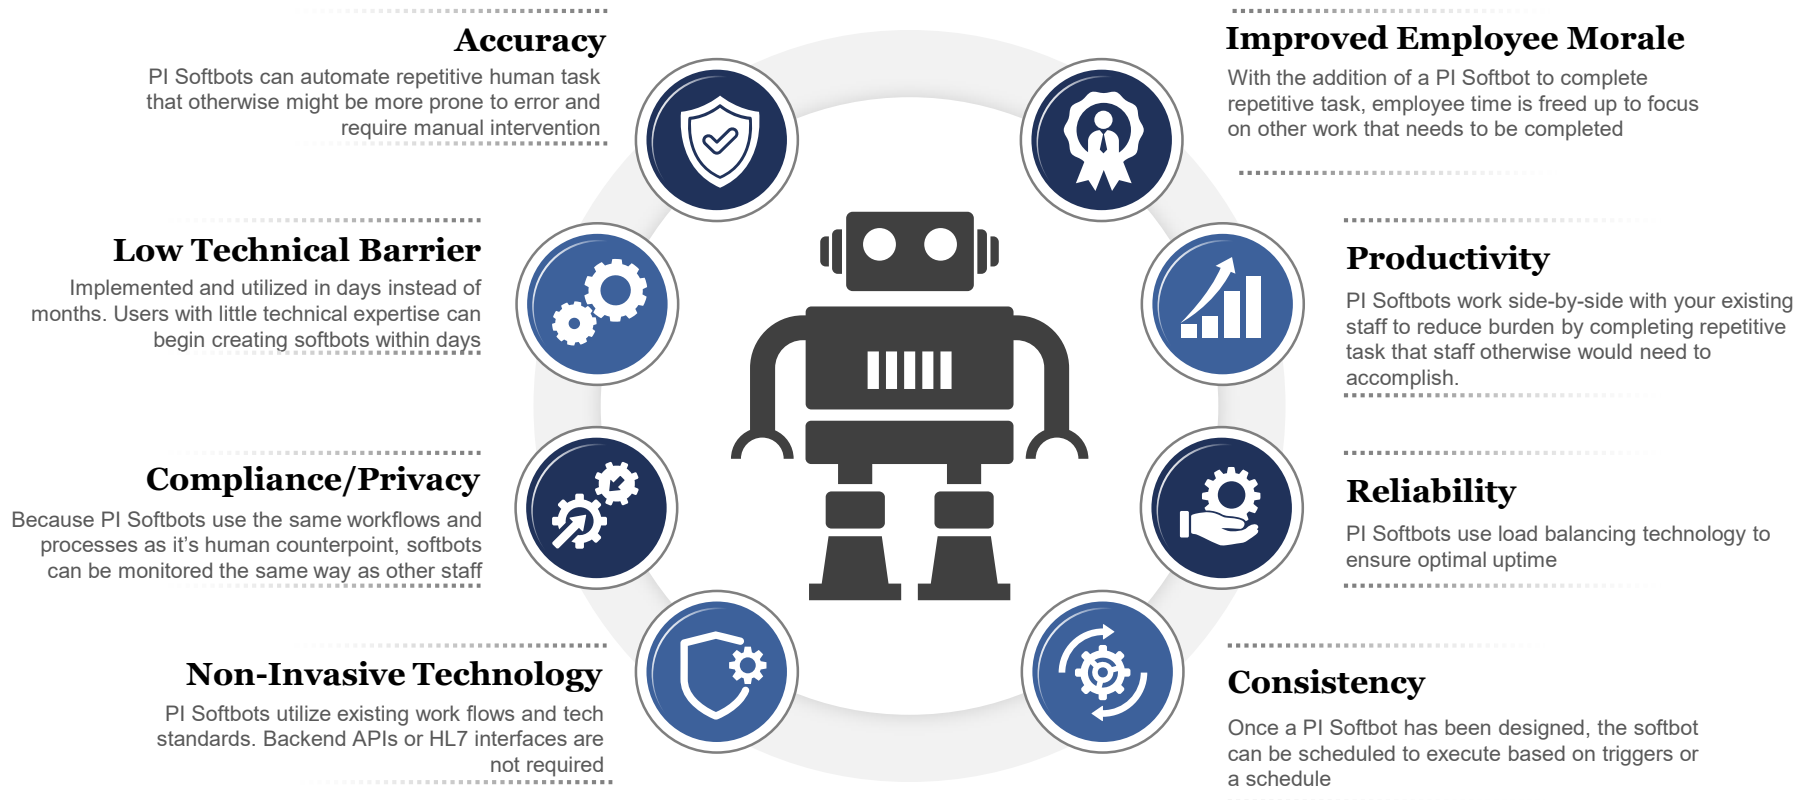 Accuracy
PI Softbots can automate repetitive human task
that otherwise might be more prone to error and
require manual intervention
Low Technical Barrier
Implemented and utilized in days instead of
months. Users with little technical expertise can
begin creating softbots within days
Compliance/Privacy
Because PI Softbots use the same workflows and
processes as it’s human counterpoint, softbots
can be monitored the same way as other staff
Non-Invasive Technology
PI Softbots utilize existing work flows and tech
standards. Backend APIs or HL7 interfaces are
not required
Improved Employee Morale
With the addition of a PI Softbot to complete
repetitive task, employee time is freed up to focus
on other work that needs to be completed
Productivity
PI Softbots work side-by-side with your existing
staff to reduce burden by completing repetitive
task that staff otherwise would need to
accomplish.
Reliability
PI Softbots use load balancing technology to
ensure optimal uptime
Consistency
Once a PI Softbot has been designed, the softbot
can be scheduled to execute based on triggers or
a schedule